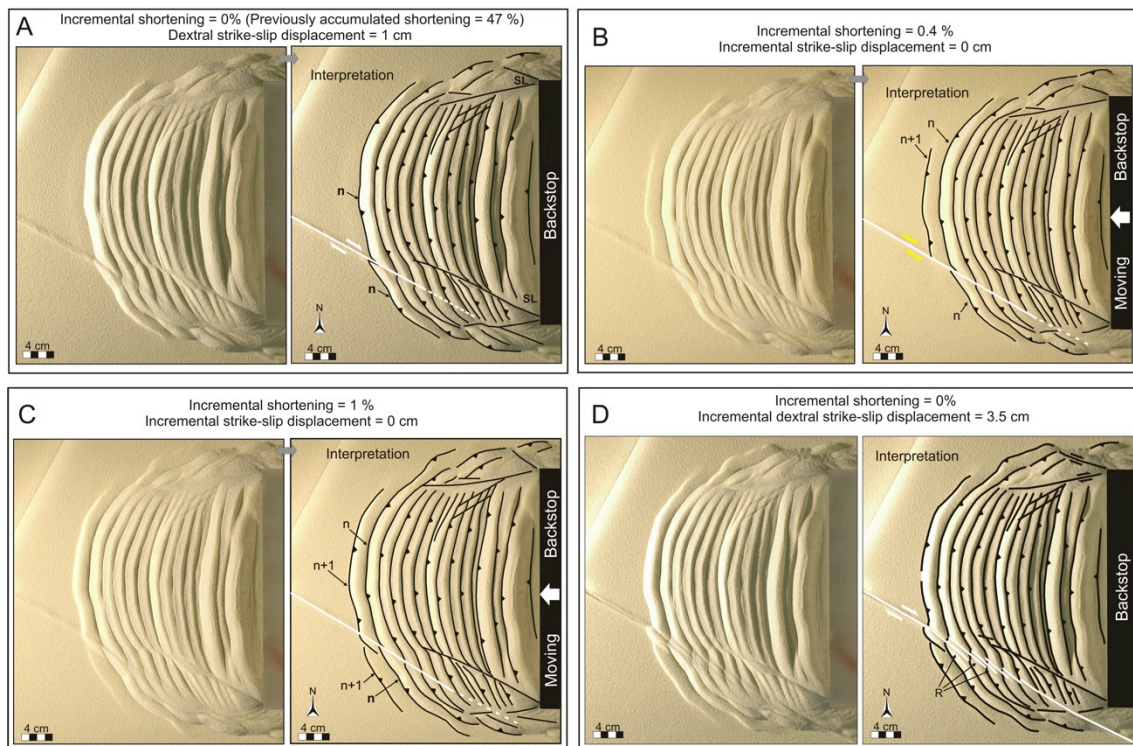 A
Incremental shortening = 0% (Previously accumulated shortening = 47 %)
Dextral strike-slip displacement = 1 cm
Interpretation
SL
n
n
SL
N
4 cm
4 cm
Backstop
B
Incremental shortening = 0.4 %
Incremental strike-slip displacement = 0 cm
Interpretation
n
n+1
n
N
4 cm
4 cm
Backstop
Moving
C
Incremental shortening = 1 %
Incremental strike-slip displacement = 0 cm
Interpretation
n
n+1
n+1
n
N
4 cm
4 cm
Backstop
Moving
D
Incremental shortening = 0%
Incremental dextral strike-slip displacement = 3.5 cm
Interpretation
R
N
4 cm
4 cm
Backstop